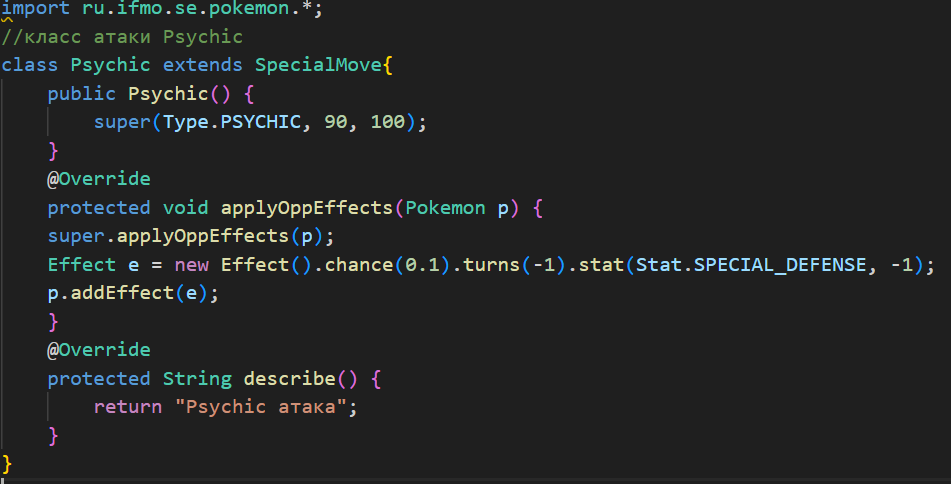 import ru.ifmo.se.pokemon.*;
//класс атаки Psychic
class Psychic extends SpecialMove{
    public Psychic() {
        super(Type.PSYCHIC, 90, 100);
    }
    @Override
    protected void applyOppEffects(Pokemon p) {
    super.applyOppEffects(p);
    Effect e = new Effect().chance(0.1).turns(-1).stat(Stat.SPECIAL_DEFENSE, -1);
    p.addEffect(e);
    }
    @Override
    protected String describe() {
        return "Psychic атака";
    }
}